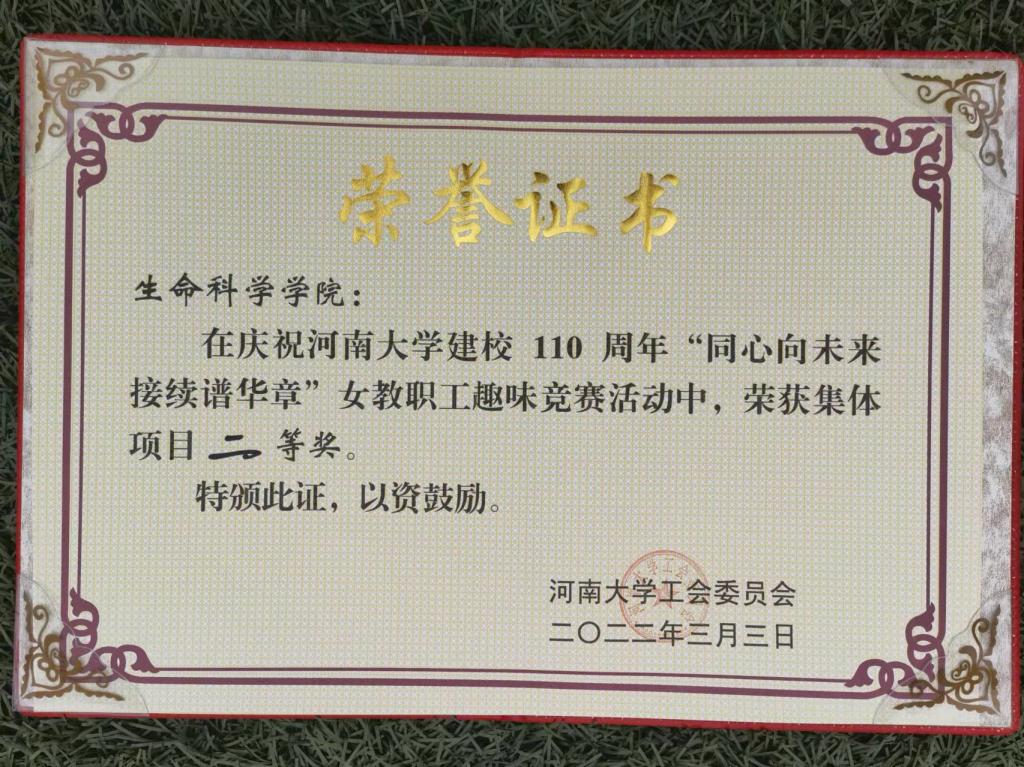 荣誉证书
生命科学学院：
在庆祝河南大学建校 110 周年“同心向未来
接续谱华章”女教职工趣味竞赛活动中，荣获集体
项目 二 等奖。
特颁此证，以资鼓励。
河南大学工会委员会
二〇二二年三月三日